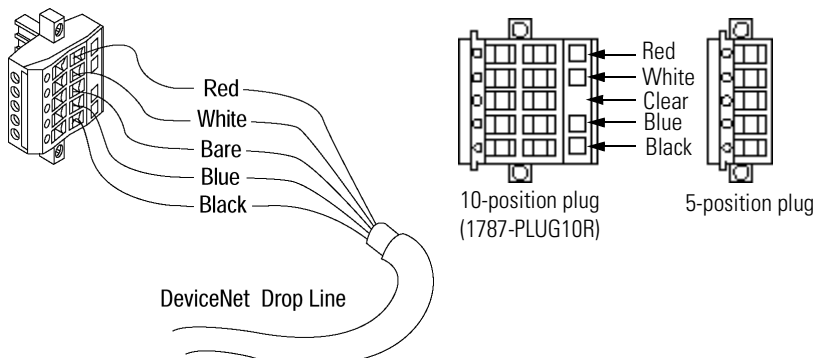 Red
White
Bare
Blue
Black
DeviceNet Drop Line
Red
White
Clear
Blue
Black
10-position plug
(1787-PLUG10R)
5-position plug